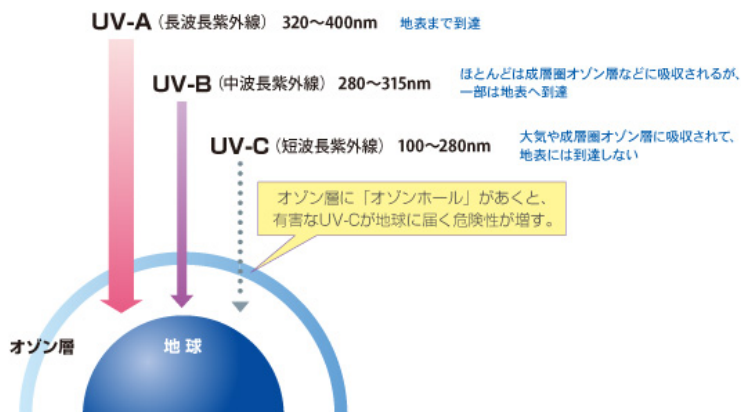 UV-A（長波長紫外線） 320〜400nm 地表まで到達
UV-B（中波長紫外線） 280〜315nm
ほとんどは成層圏オゾン層などに吸収されるが、
一部は地表へ到達
UV-C（短波長紫外線） 100〜280nm
大気や成層圏オゾン層に吸収されて、
地表には到達しない
オゾン層に「オゾンホール」があくと、
有害なUV-Cが地球に届く危険性が増す。
オゾン層
地球